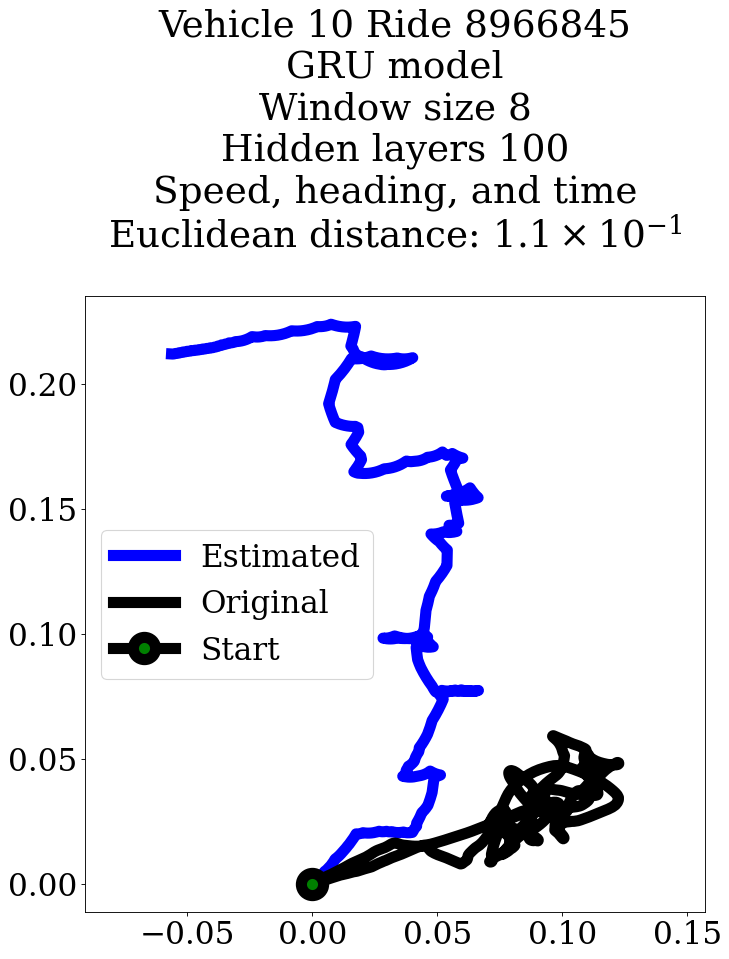 Vehicle 10 Ride 8966845
GRU model
Window size 8
Hidden layers 100
Speed, heading, and time
Euclidean distance: 1.1 × 10⁻¹
0.20
0.15
0.10
0.05
0.00
Estimated
Original
Start
−0.05 0.00 0.05 0.10 0.15